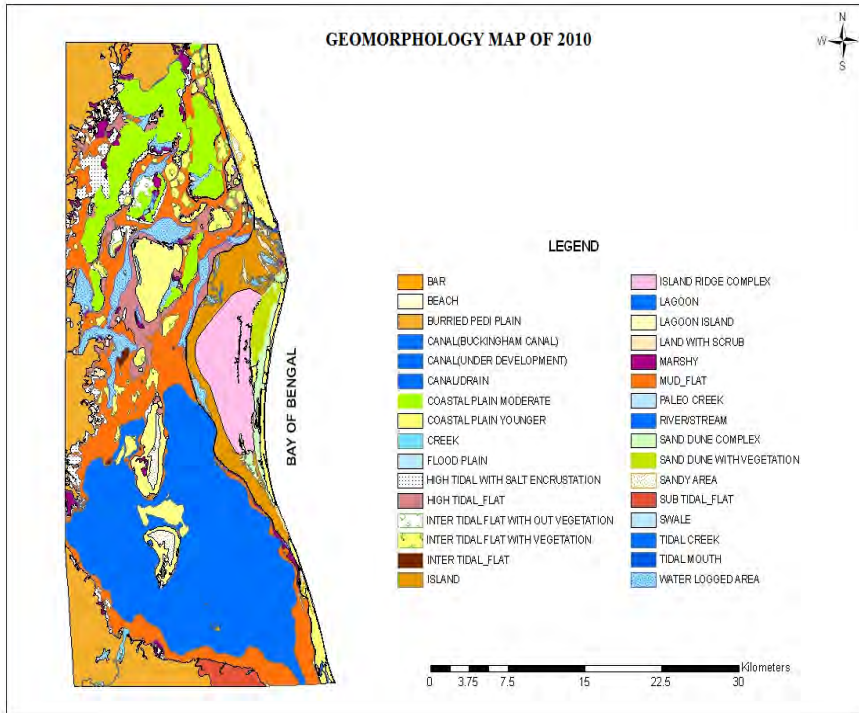 GEOMORPHOLOGY MAP OF 2010
N
W E
S
BAY OF BENGAL
LEGEND
BAR
BEACH
BURRIED PEDI PLAIN
CANAL(BUCKINGHAM CANAL)
CANAL(UNDER DEVELOPMENT)
CANAL/DRAIN
COASTAL PLAIN MODERATE
COASTAL PLAIN YOUNGER
CREEK
FLOOD PLAIN
HIGH TIDAL WITH SALT ENCRUSTATION
HIGH TIDAL_FLAT
INTER TIDAL FLAT WITH OUT VEGETATION
INTER TIDAL FLAT WITH VEGETATION
INTER TIDAL_FLAT
ISLAND
ISLAND RIDGE COMPLEX
LAGOON
LAGOON ISLAND
LAND WITH SCRUB
MARSHY
MUD_FLAT
PALEO CREEK
RIVER/STREAM
SAND DUNE COMPLEX
SAND DUNE WITH VEGETATION
SANDY AREA
SUB TIDAL_FLAT
SWALE
TIDAL CREEK
TIDAL MOUTH
WATER LOGGED AREA
Kilometers
0 3.75 7.5 15 22.5 30